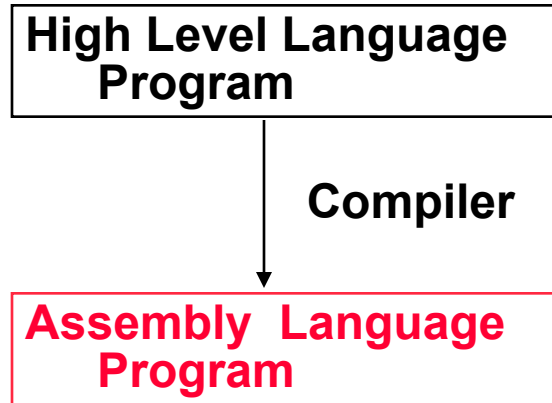 High Level Language
Program
Compiler
Assembly Language
Program